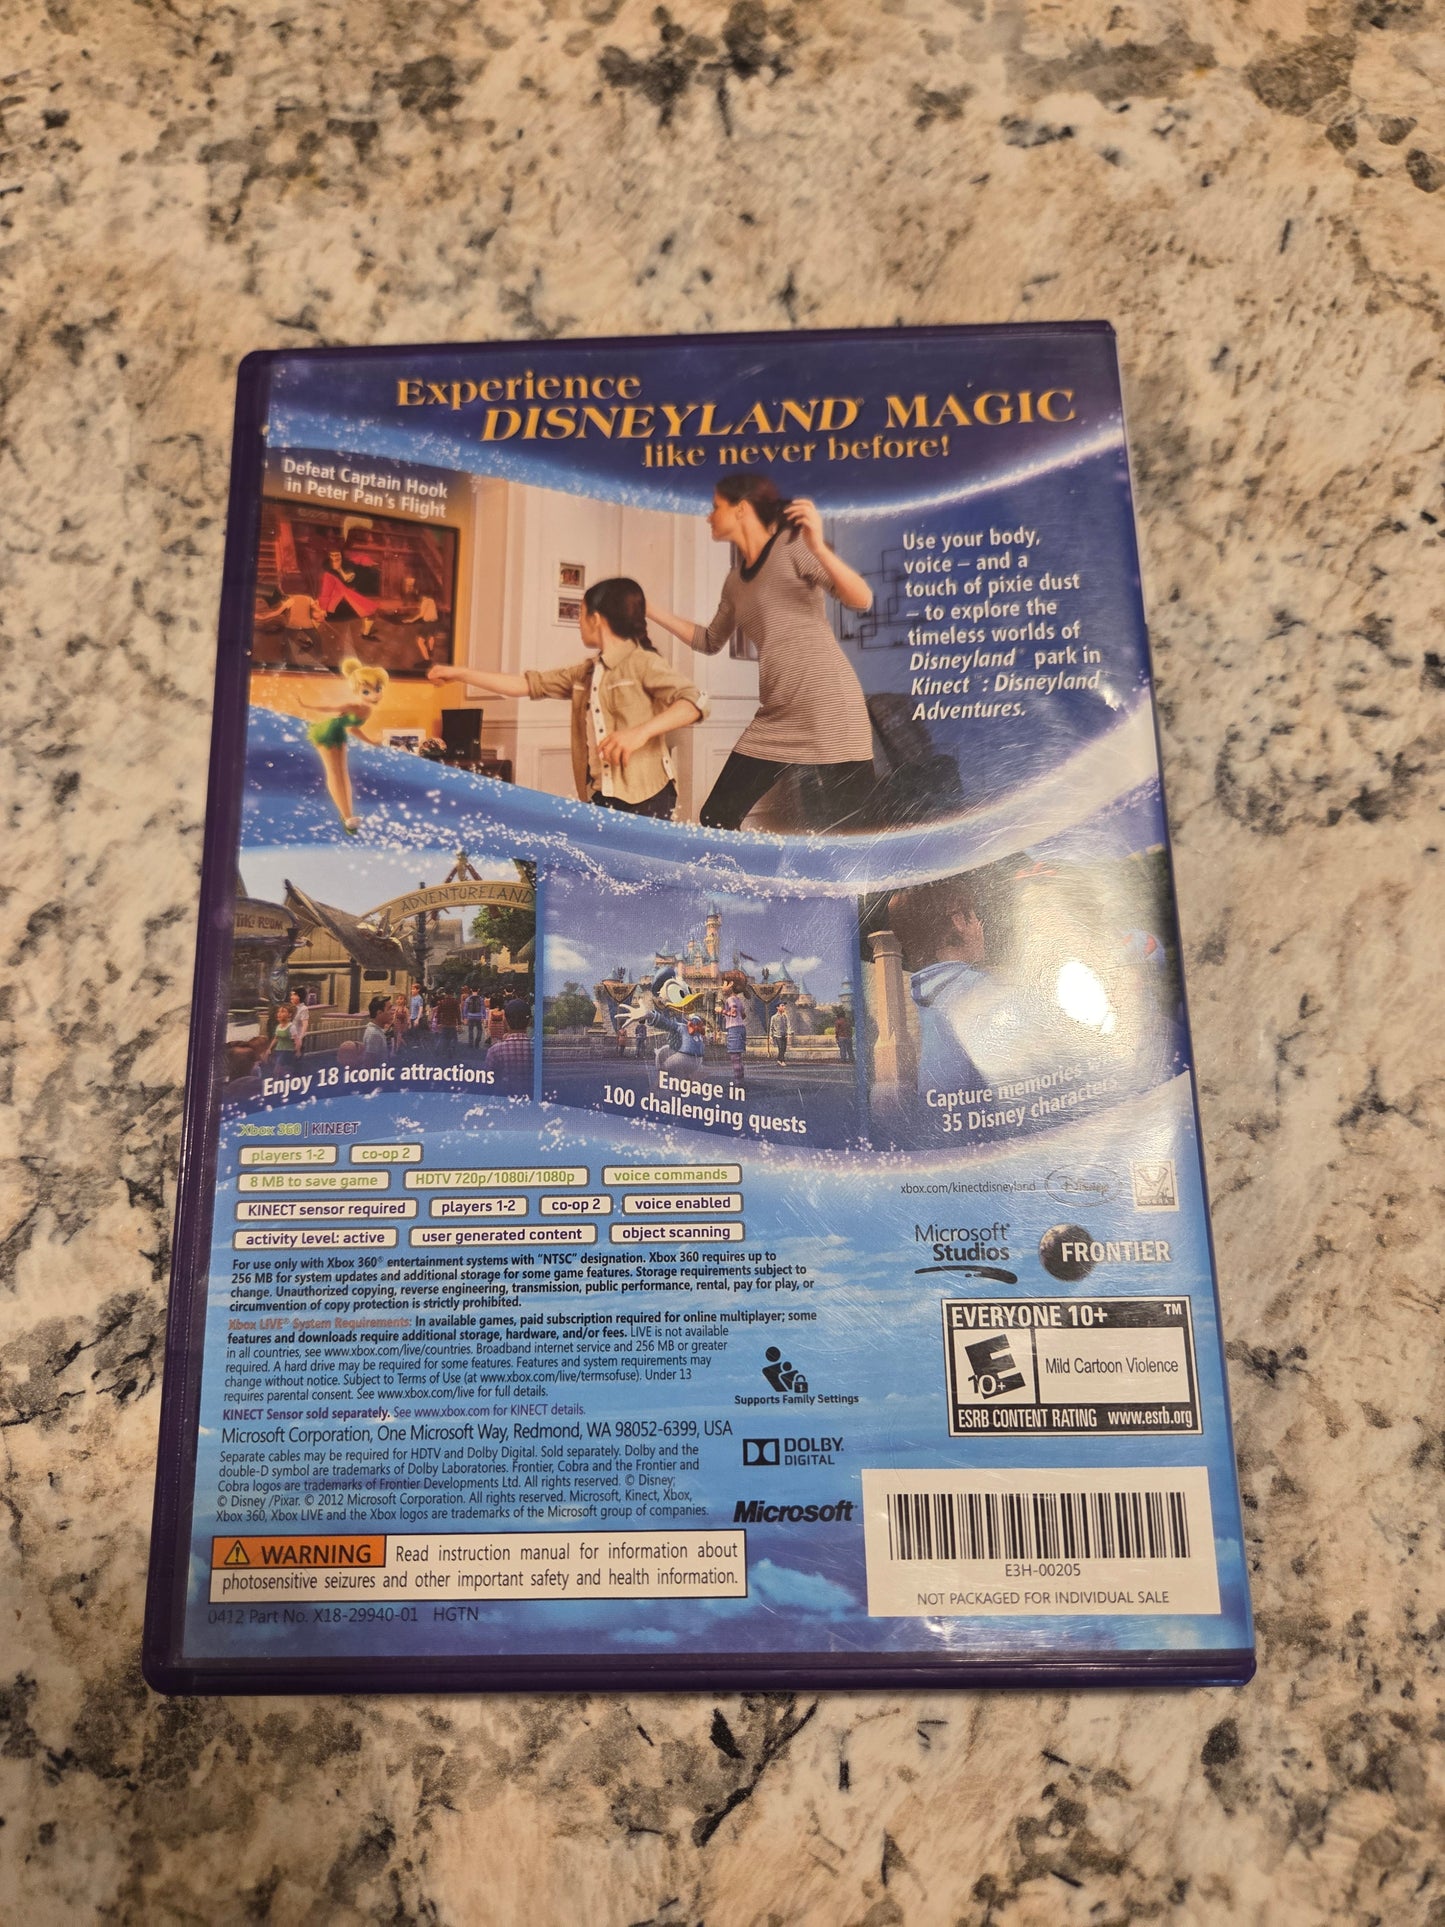 Experience
DISNEYLAND® MAGIC
like never before!
Defeat Captain Hook
in Peter Pan's Flight
Use your body,
voice – and a
touch of pixie dust
– to explore the
timeless worlds of
Disneyland® park in
Kinect™: Disneyland
Adventures.
TIKI ROOM
ADVENTURELAND
Enjoy 18 iconic attractions
Engage in
100 challenging quests
Capture memories
35 Disney characters
Xbox 360 | KINECT
players 1-2
co-op 2
8 MB to save game
HDTV 720p/1080i/1080p
voice commands
KINECT sensor required
players 1-2
co-op 2
voice enabled
activity level: active
user generated content
object scanning
xbox.com/kinectdisneyland
Disney
Microsoft®
Studios
FRONTIER
For use only with Xbox 360® entertainment systems with "NTSC" designation. Xbox 360 requires up to
256 MB for system updates and additional storage for some game features. Storage requirements subject to
change. Unauthorized copying, reverse engineering, transmission, public performance, rental, pay for play, or
circumvention of copy protection is strictly prohibited.
Xbox LIVE® System Requirements: In available games, paid subscription required for online multiplayer; some
features and downloads require additional storage, hardware, and/or fees. LIVE is not available
in all countries, see www.xbox.com/live/countries. Broadband internet service and 256 MB or greater
required. A hard drive may be required for some features. Features and system requirements may
change without notice. Subject to Terms of Use (at www.xbox.com/live/termsofuse). Under 13
requires parental consent. See www.xbox.com/live for full details.
KINECT Sensor sold separately. See www.xbox.com for KINECT details.
Microsoft Corporation, One Microsoft Way, Redmond, WA 98052-6399, USA
Separate cables may be required for HDTV and Dolby Digital. Sold separately. Dolby and the
double-D symbol are trademarks of Dolby Laboratories. Frontier, Cobra and the Frontier and
Cobra logos are trademarks of Frontier Developments Ltd. All rights reserved. © Disney;
© Disney /Pixar. © 2012 Microsoft Corporation. All rights reserved. Microsoft, Kinect, Xbox,
Xbox 360, Xbox LIVE and the Xbox logos are trademarks of the Microsoft group of companies.
Supports Family Settings
DOLBY.
DIGITAL
Microsoft®
EVERYONE 10+ ™
E
10+
Mild Cartoon Violence
ESRB CONTENT RATING www.esrb.org
WARNING Read instruction manual for information about
photosensitive seizures and other important safety and health information.
0412 Part No. X18-29940-01 HGTN
E3H-00205
NOT PACKAGED FOR INDIVIDUAL SALE